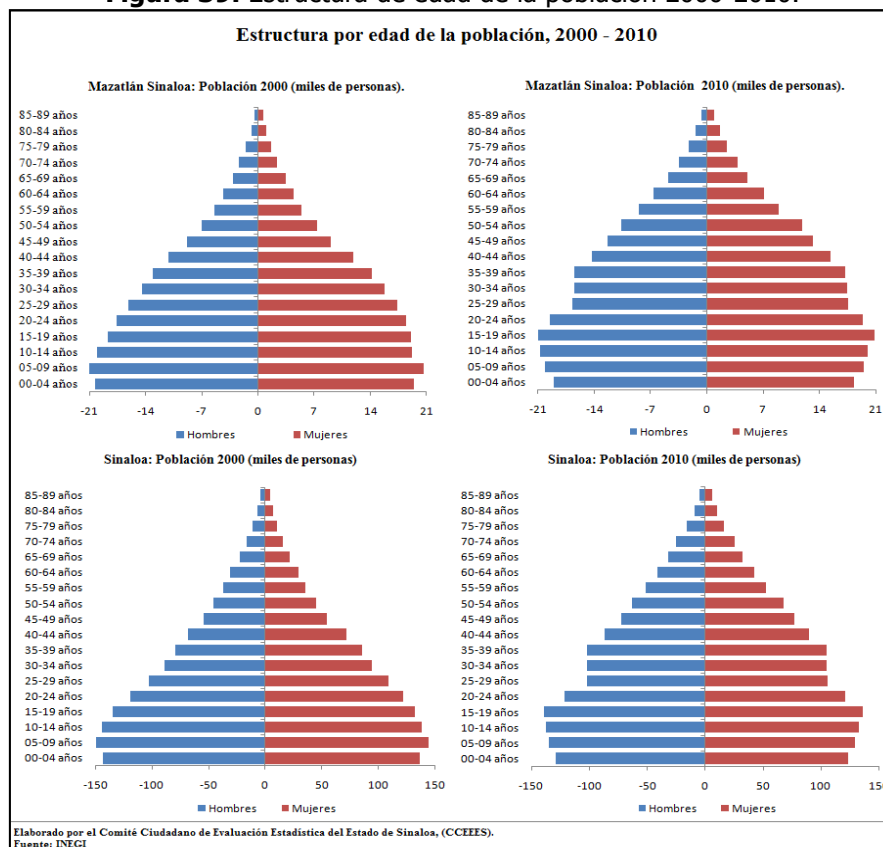 Figura 39. Estructura de edad de la población 2000-2010.
Estructura por edad de la población, 2000 - 2010
Mazatlán Sinaloa: Población 2000 (miles de personas).
85-89 años
80-84 años
75-79 años
70-74 años
65-69 años
60-64 años
55-59 años
50-54 años
45-49 años
40-44 años
35-39 años
30-34 años
25-29 años
20-24 años
15-19 años
10-14 años
05-09 años
00-04 años
-21 -14 -7 0 7 14 21
Hombres Mujeres
Mazatlán Sinaloa: Población 2010 (miles de personas).
85-89 años
80-84 años
75-79 años
70-74 años
65-69 años
60-64 años
55-59 años
50-54 años
45-49 años
40-44 años
35-39 años
30-34 años
25-29 años
20-24 años
15-19 años
10-14 años
05-09 años
00-04 años
-21 -14 -7 0 7 14 21
Hombres Mujeres
Sinaloa: Población 2000 (miles de personas)
85-89 años
80-84 años
75-79 años
70-74 años
65-69 años
60-64 años
55-59 años
50-54 años
45-49 años
40-44 años
35-39 años
30-34 años
25-29 años
20-24 años
15-19 años
10-14 años
05-09 años
00-04 años
-150 -100 -50 0 50 100 150
Hombres Mujeres
Sinaloa: Población 2010 (miles de personas)
85-89 años
80-84 años
75-79 años
70-74 años
65-69 años
60-64 años
55-59 años
50-54 años
45-49 años
40-44 años
35-39 años
30-34 años
25-29 años
20-24 años
15-19 años
10-14 años
05-09 años
00-04 años
-150 -100 -50 0 50 100 150
Hombres Mujeres
Elaborado por el Comité Ciudadano de Evaluación Estadística del Estado de Sinaloa, (CCEEES).
Fuente: INEGI